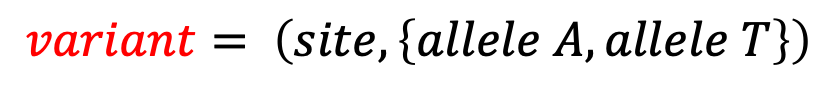 variant = (site, {allele A, allele T})